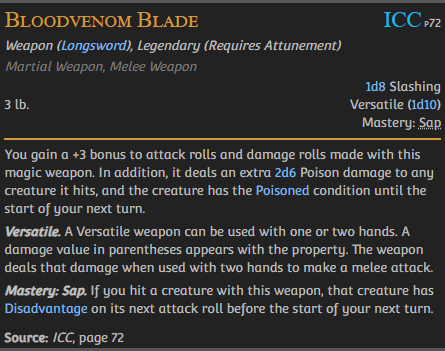 Bloodvenom Blade ICC p72
Weapon (Longsword), Legendary (Requires Attunement)
Martial Weapon, Melee Weapon
1d8 Slashing
3 lb. Versatile (1d10)
Mastery: Sap
You gain a +3 bonus to attack rolls and damage rolls made with this
magic weapon. In addition, it deals an extra 2d6 Poison damage to any
creature it hits, and the creature has the Poisoned condition until the
start of your next turn.
Versatile. A Versatile weapon can be used with one or two hands. A
damage value in parentheses appears with the property. The weapon
deals that damage when used with two hands to make a melee attack.
Mastery: Sap. If you hit a creature with this weapon, that creature has
Disadvantage on its next attack roll before the start of your next turn.
Source: ICC, page 72